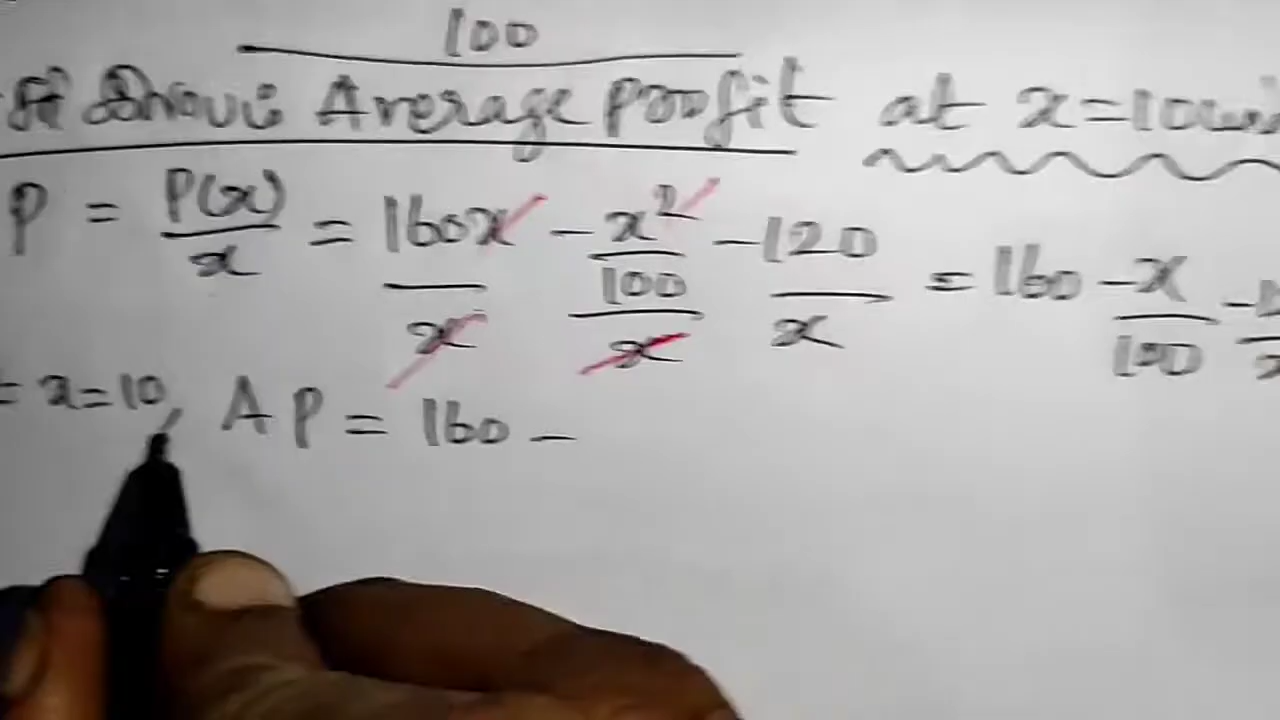 100
Average profit at x=10
P = P(x)/x = 160x/x - x²/100/x - 120/x = 160 - x/100 -
x=10, AP = 160 -